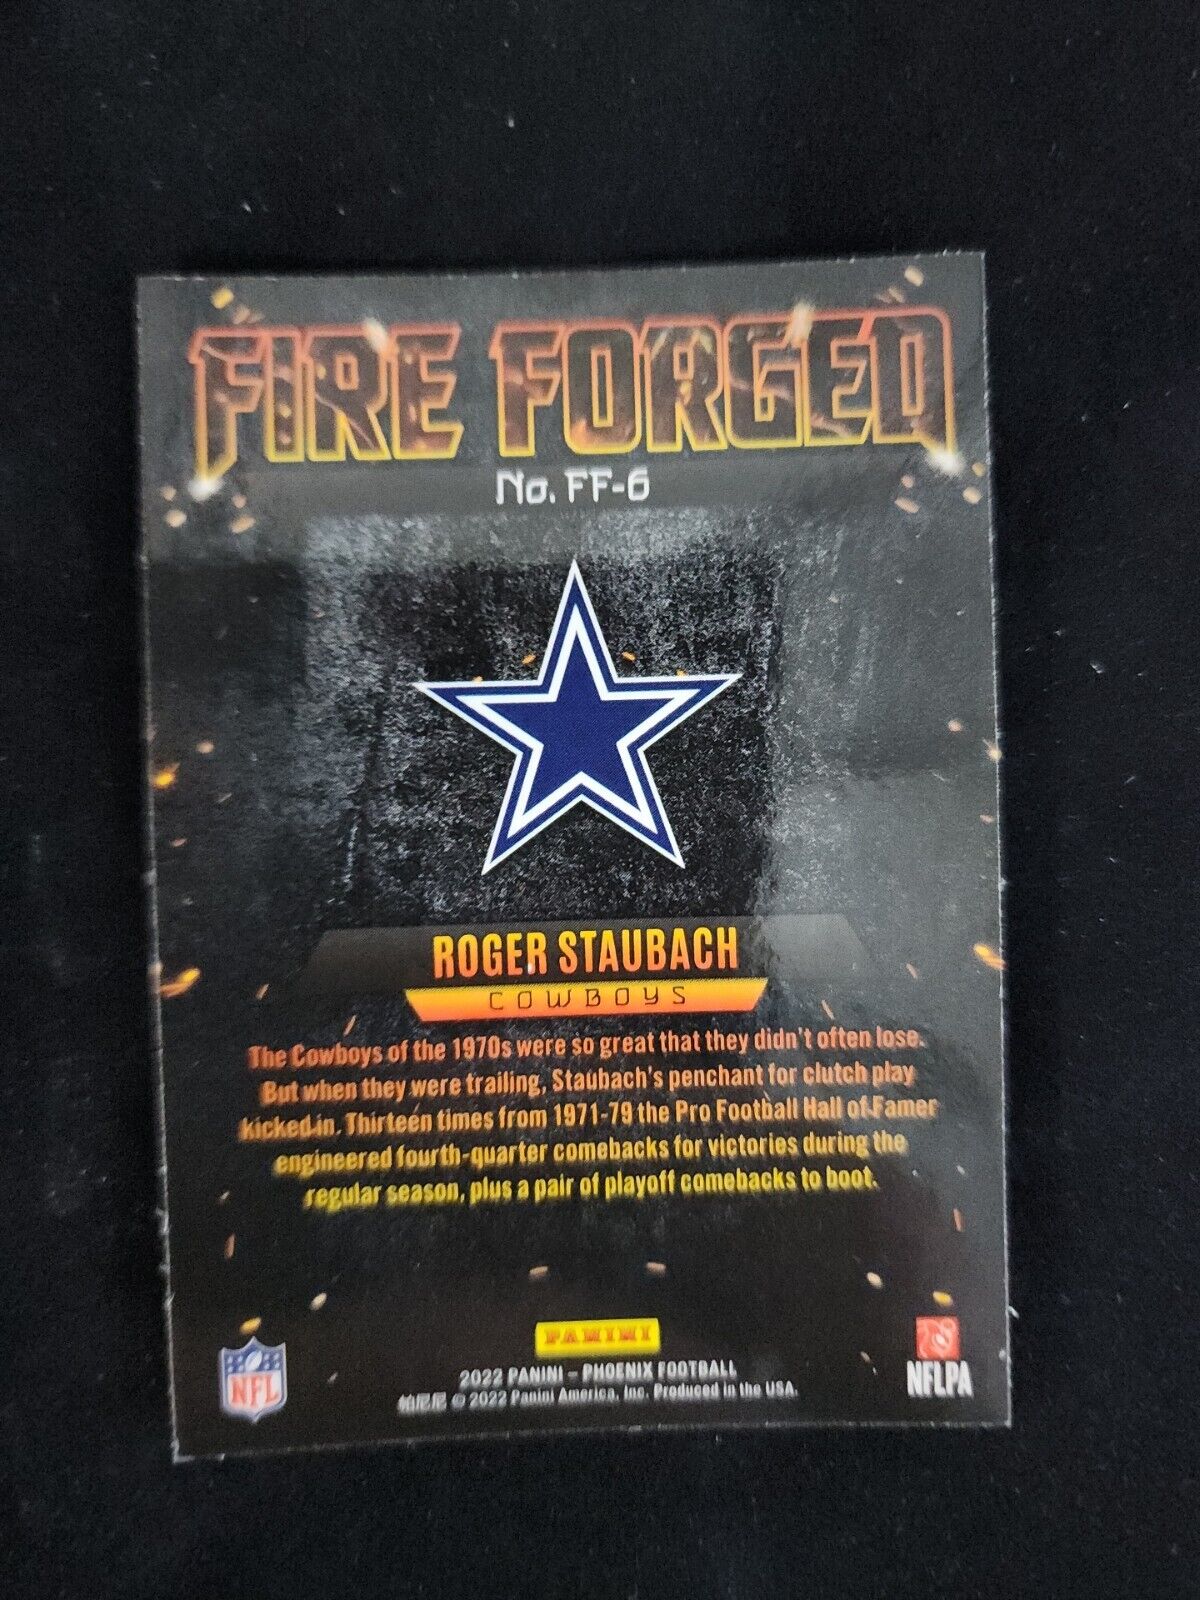 FIRE FORGED
No. FF-6
ROGER STAUBACH
COWBOYS
The Cowboys of the 1970s were so great that they didn't often lose.
But when they were trailing, Staubach's penchant for clutch play
kicked in. Thirteen times from 1971-79 the Pro Football Hall of Famer
engineered fourth-quarter comebacks for victories during the
regular season, plus a pair of playoff comebacks to boot.
PANINI
2022 PANINI – PHOENIX FOOTBALL
帕尼尼 © 2022 Panini America, Inc. Produced in the USA.
NFL
NFLPA